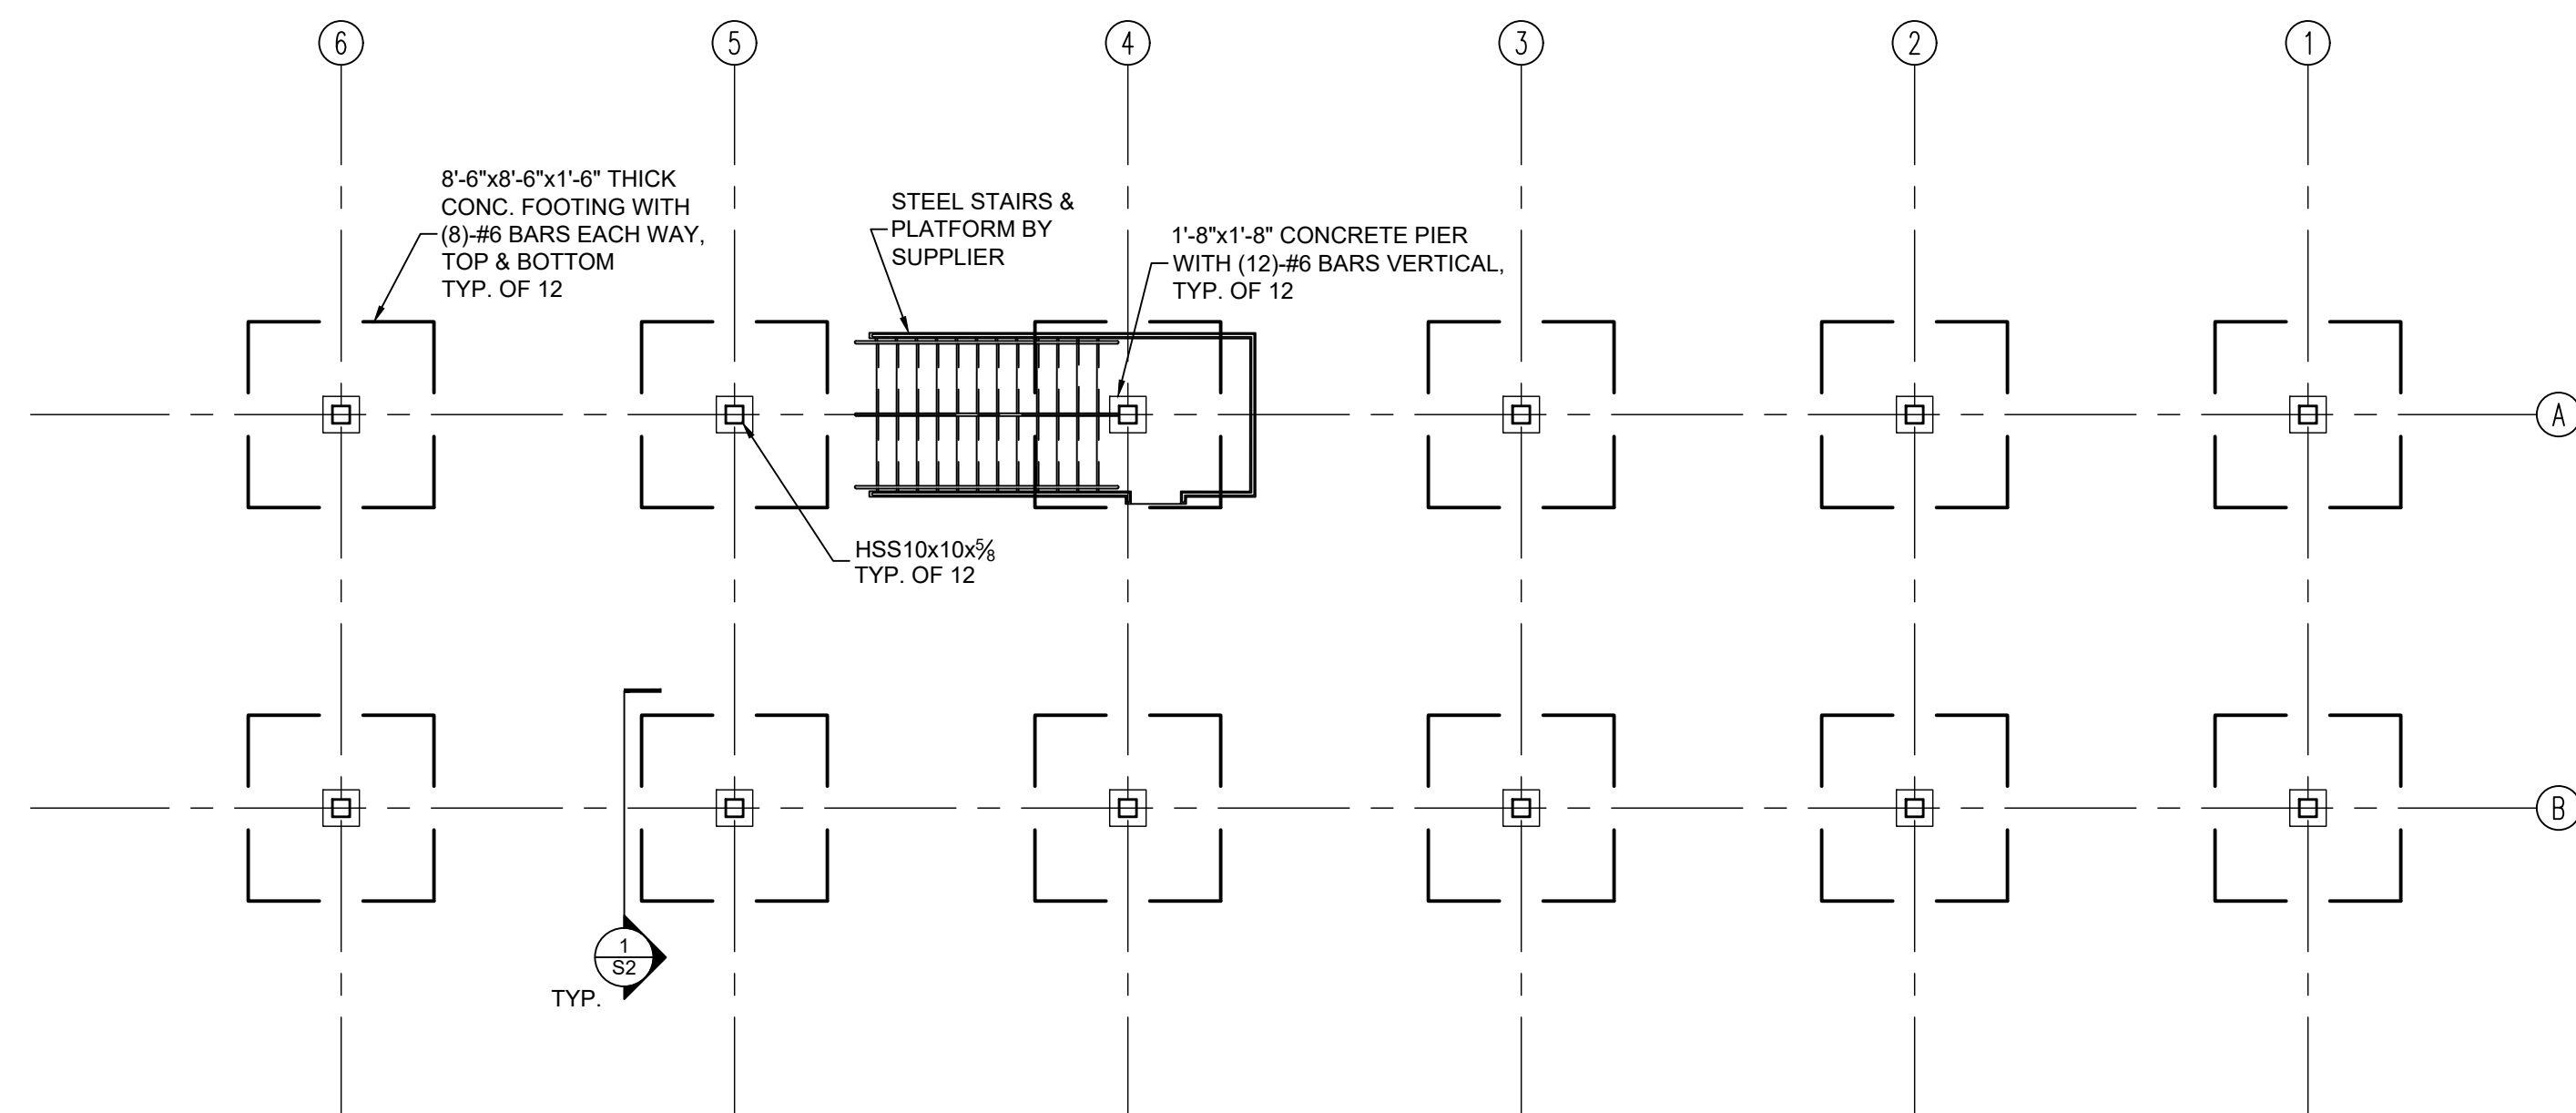 6
5
4
3
2
1
8'-6"x8'-6"x1'-6" THICK
CONC. FOOTING WITH
(8)-#6 BARS EACH WAY,
TOP & BOTTOM
TYP. OF 12
STEEL STAIRS &
PLATFORM BY
SUPPLIER
1'-8"x1'-8" CONCRETE PIER
WITH (12)-#6 BARS VERTICAL,
TYP. OF 12
A
HSS10x10x⅝
TYP. OF 12
B
1
S2
TYP.